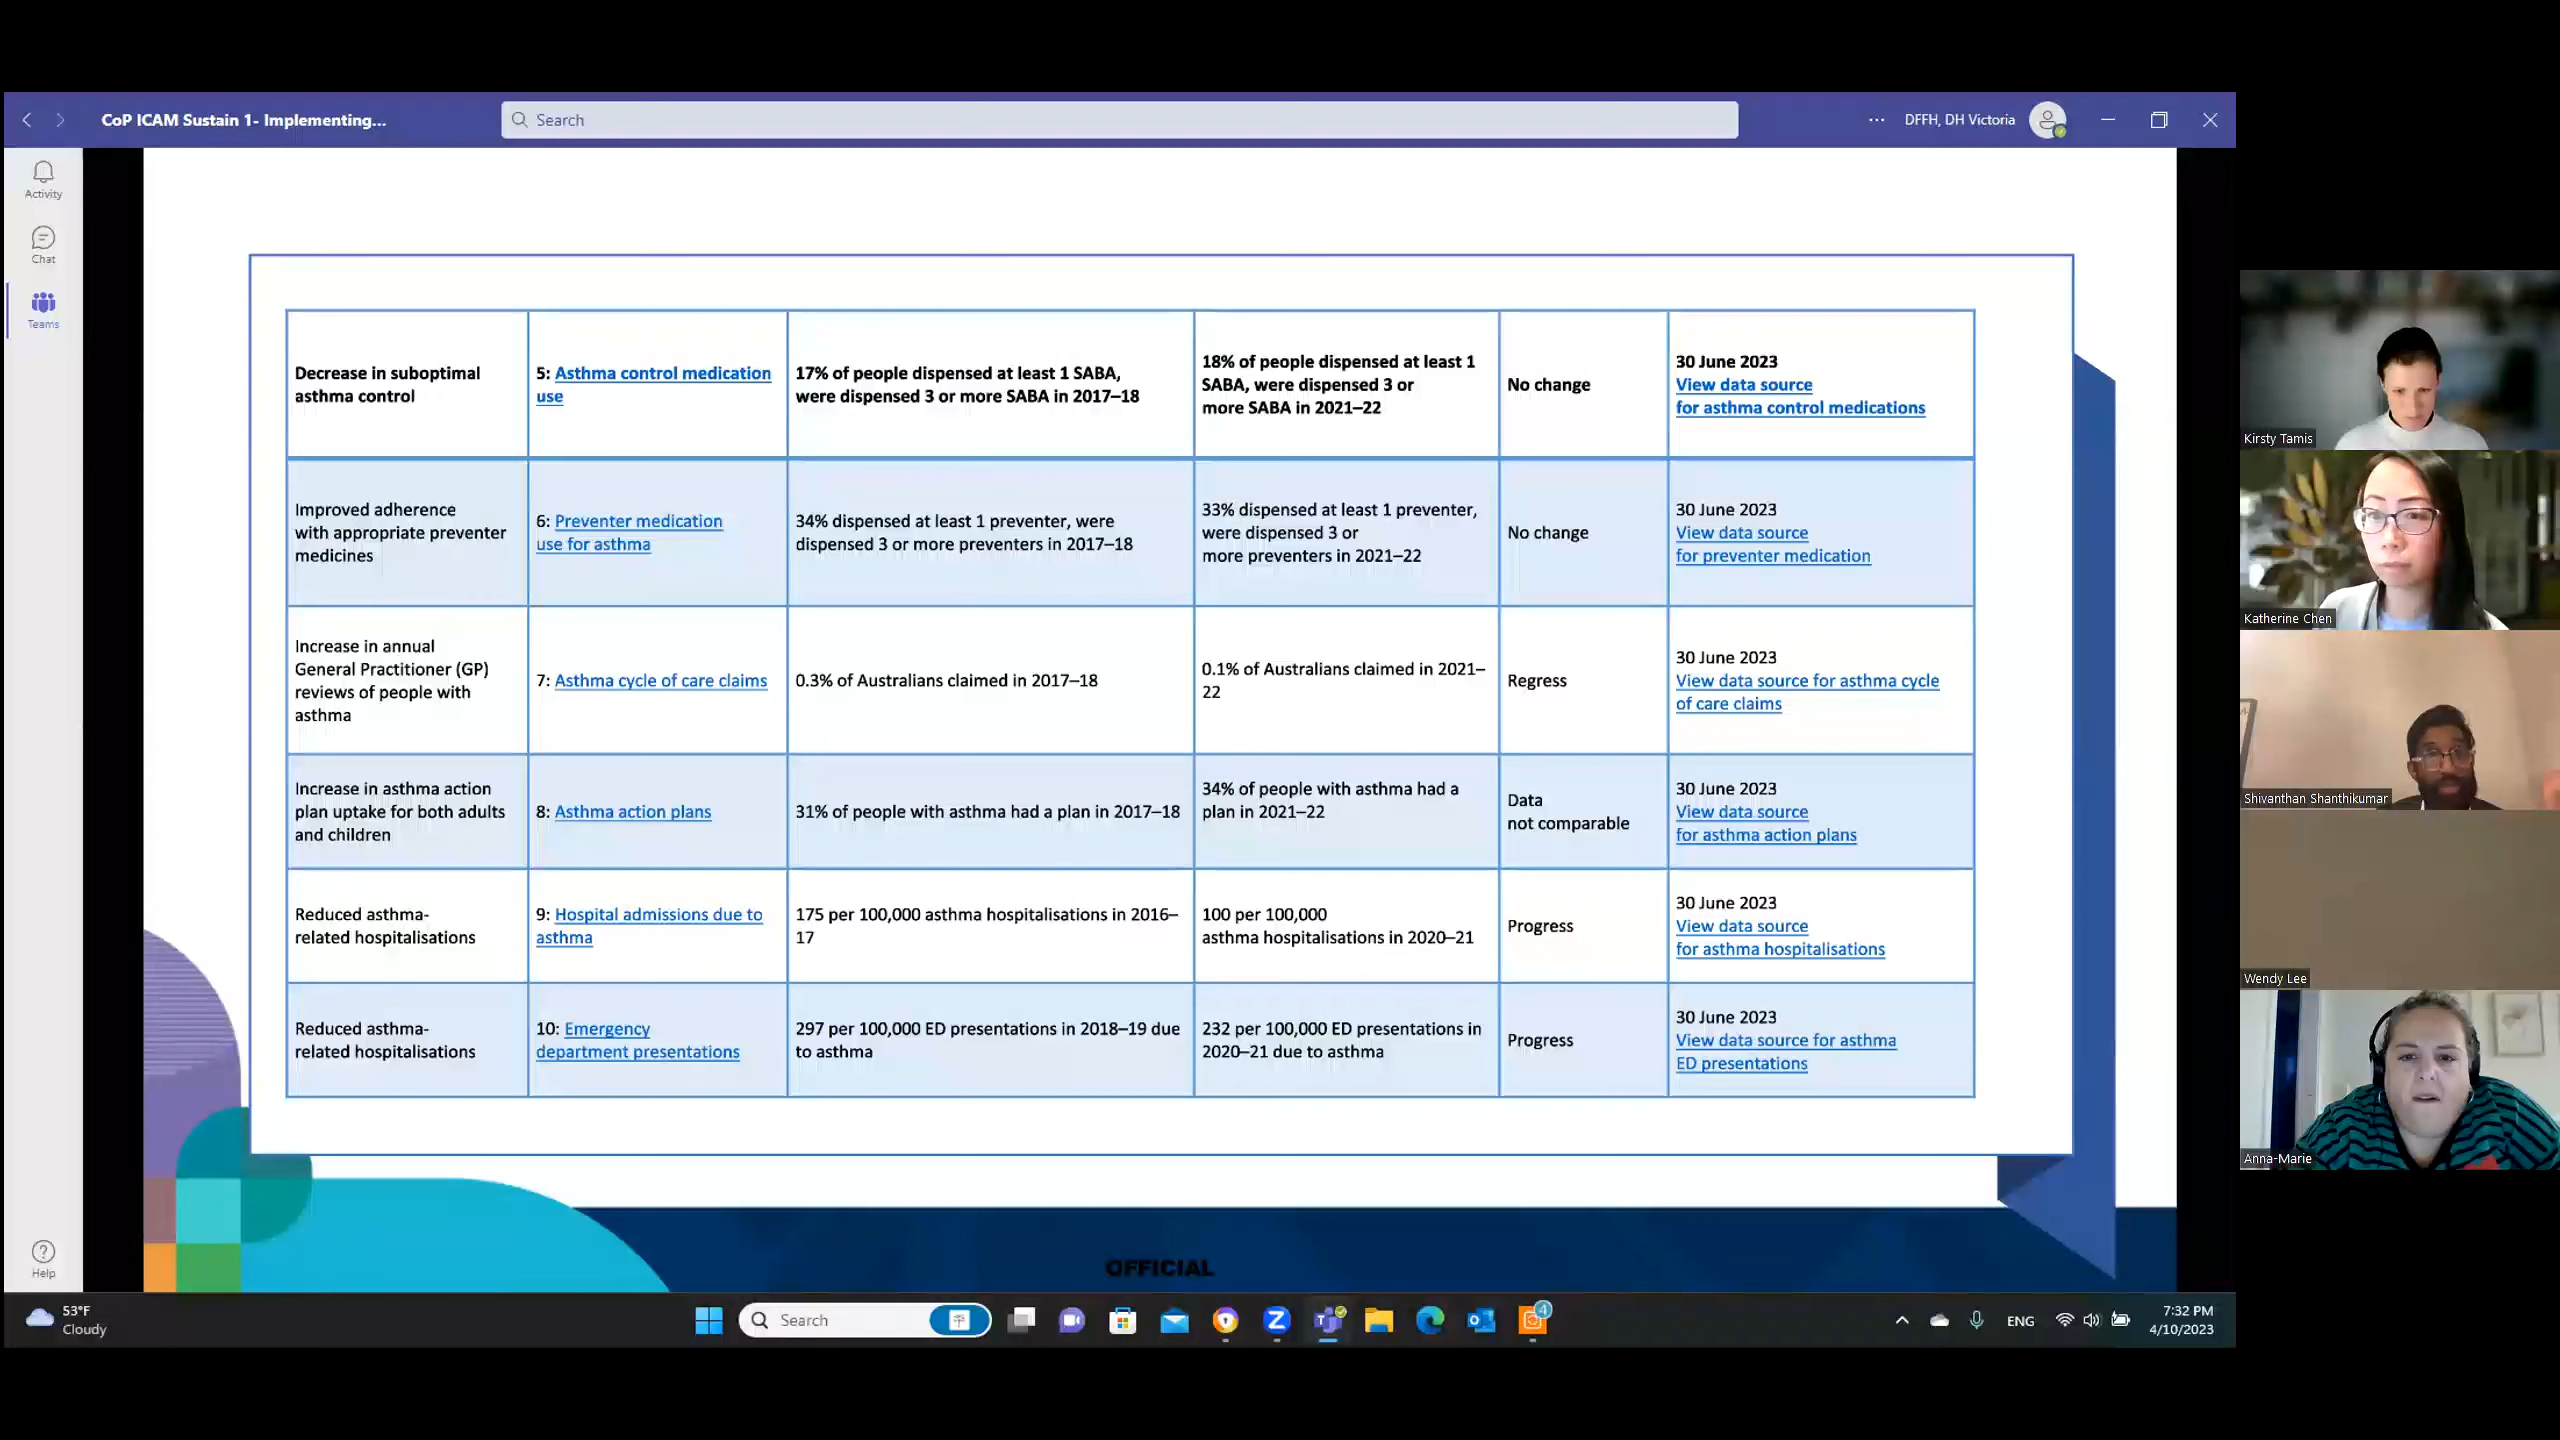 CoP ICAM Sustain 1- Implementing...
Search
DFFH, DH Victoria
Activity
Chat
Teams
Help
Decrease in suboptimal
asthma control
5: Asthma control medication
use
17% of people dispensed at least 1 SABA,
were dispensed 3 or more SABA in 2017–18
18% of people dispensed at least 1
SABA, were dispensed 3 or
more SABA in 2021–22
No change
30 June 2023
View data source
for asthma control medications
Improved adherence
with appropriate preventer
medicines
6: Preventer medication
use for asthma
34% dispensed at least 1 preventer, were
dispensed 3 or more preventers in 2017–18
33% dispensed at least 1 preventer,
were dispensed 3 or
more preventers in 2021–22
No change
30 June 2023
View data source
for preventer medication
Increase in annual
General Practitioner (GP)
reviews of people with
asthma
7: Asthma cycle of care claims
0.3% of Australians claimed in 2017–18
0.1% of Australians claimed in 2021–
22
Regress
30 June 2023
View data source for asthma cycle
of care claims
Increase in asthma action
plan uptake for both adults
and children
8: Asthma action plans
31% of people with asthma had a plan in 2017–18
34% of people with asthma had a
plan in 2021–22
Data
not comparable
30 June 2023
View data source
for asthma action plans
Reduced asthma-
related hospitalisations
9: Hospital admissions due to
asthma
175 per 100,000 asthma hospitalisations in 2016–
17
100 per 100,000
asthma hospitalisations in 2020–21
Progress
30 June 2023
View data source
for asthma hospitalisations
Reduced asthma-
related hospitalisations
10: Emergency
department presentations
297 per 100,000 ED presentations in 2018–19 due
to asthma
232 per 100,000 ED presentations in
2020–21 due to asthma
Progress
30 June 2023
View data source for asthma
ED presentations
OFFICIAL
Kirsty Tamis
Katherine Chen
Shivanthan Shanthikumar
Wendy Lee
Anna-Marie
53°F
Cloudy
Search
4
ENG
7:32 PM
4/10/2023